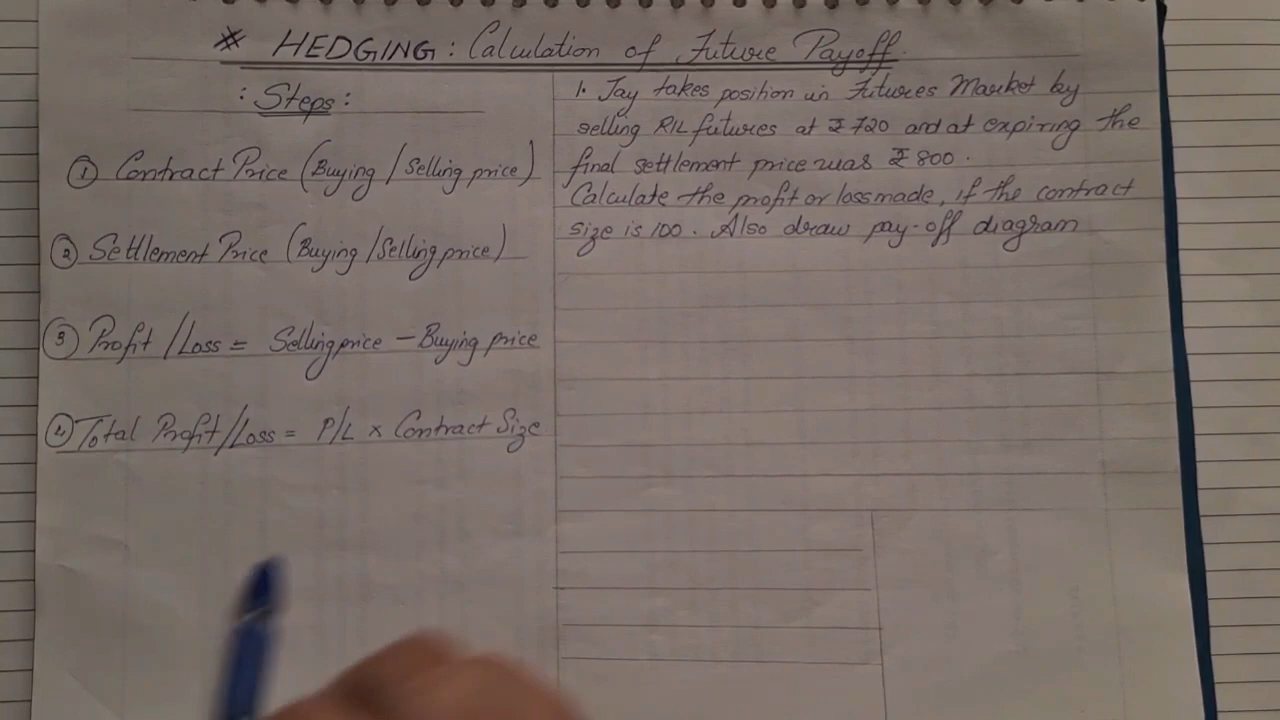 * HEDGING: Calculation of Future Payoff.
: Steps:
① Contract Price (Buying / Selling price)
② Settlement Price (Buying / Selling price)
③ Profit / Loss = Selling price - Buying price
④ Total Profit / Loss = P/L x Contract Size
1. Jay takes position in Futures Market by
selling RIL futures at ₹ 720 and at expiring the
final settlement price was ₹ 800.
Calculate the profit or loss made, if the contract
size is 100. Also draw pay-off diagram